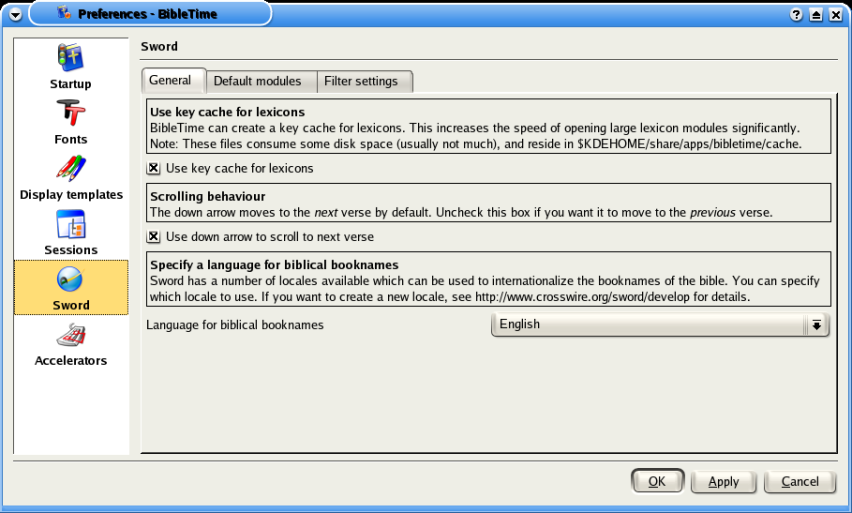 Preferences - BibleTime
?
Startup
Fonts
Display templates
Sessions
Sword
Accelerators
Sword
General
Default modules
Filter settings
Use key cache for lexicons
BibleTime can create a key cache for lexicons. This increases the speed of opening large lexicon modules significantly.
Note: These files consume some disk space (usually not much), and reside in $KDEHOME/share/apps/bibletime/cache.
Use key cache for lexicons
Scrolling behaviour
The down arrow moves to the next verse by default. Uncheck this box if you want it to move to the previous verse.
Use down arrow to scroll to next verse
Specify a language for biblical booknames
Sword has a number of locales available which can be used to internationalize the booknames of the bible. You can specify
which locale to use. If you want to create a new locale, see http://www.crosswire.org/sword/develop for details.
Language for biblical booknames
English
OK
Apply
Cancel